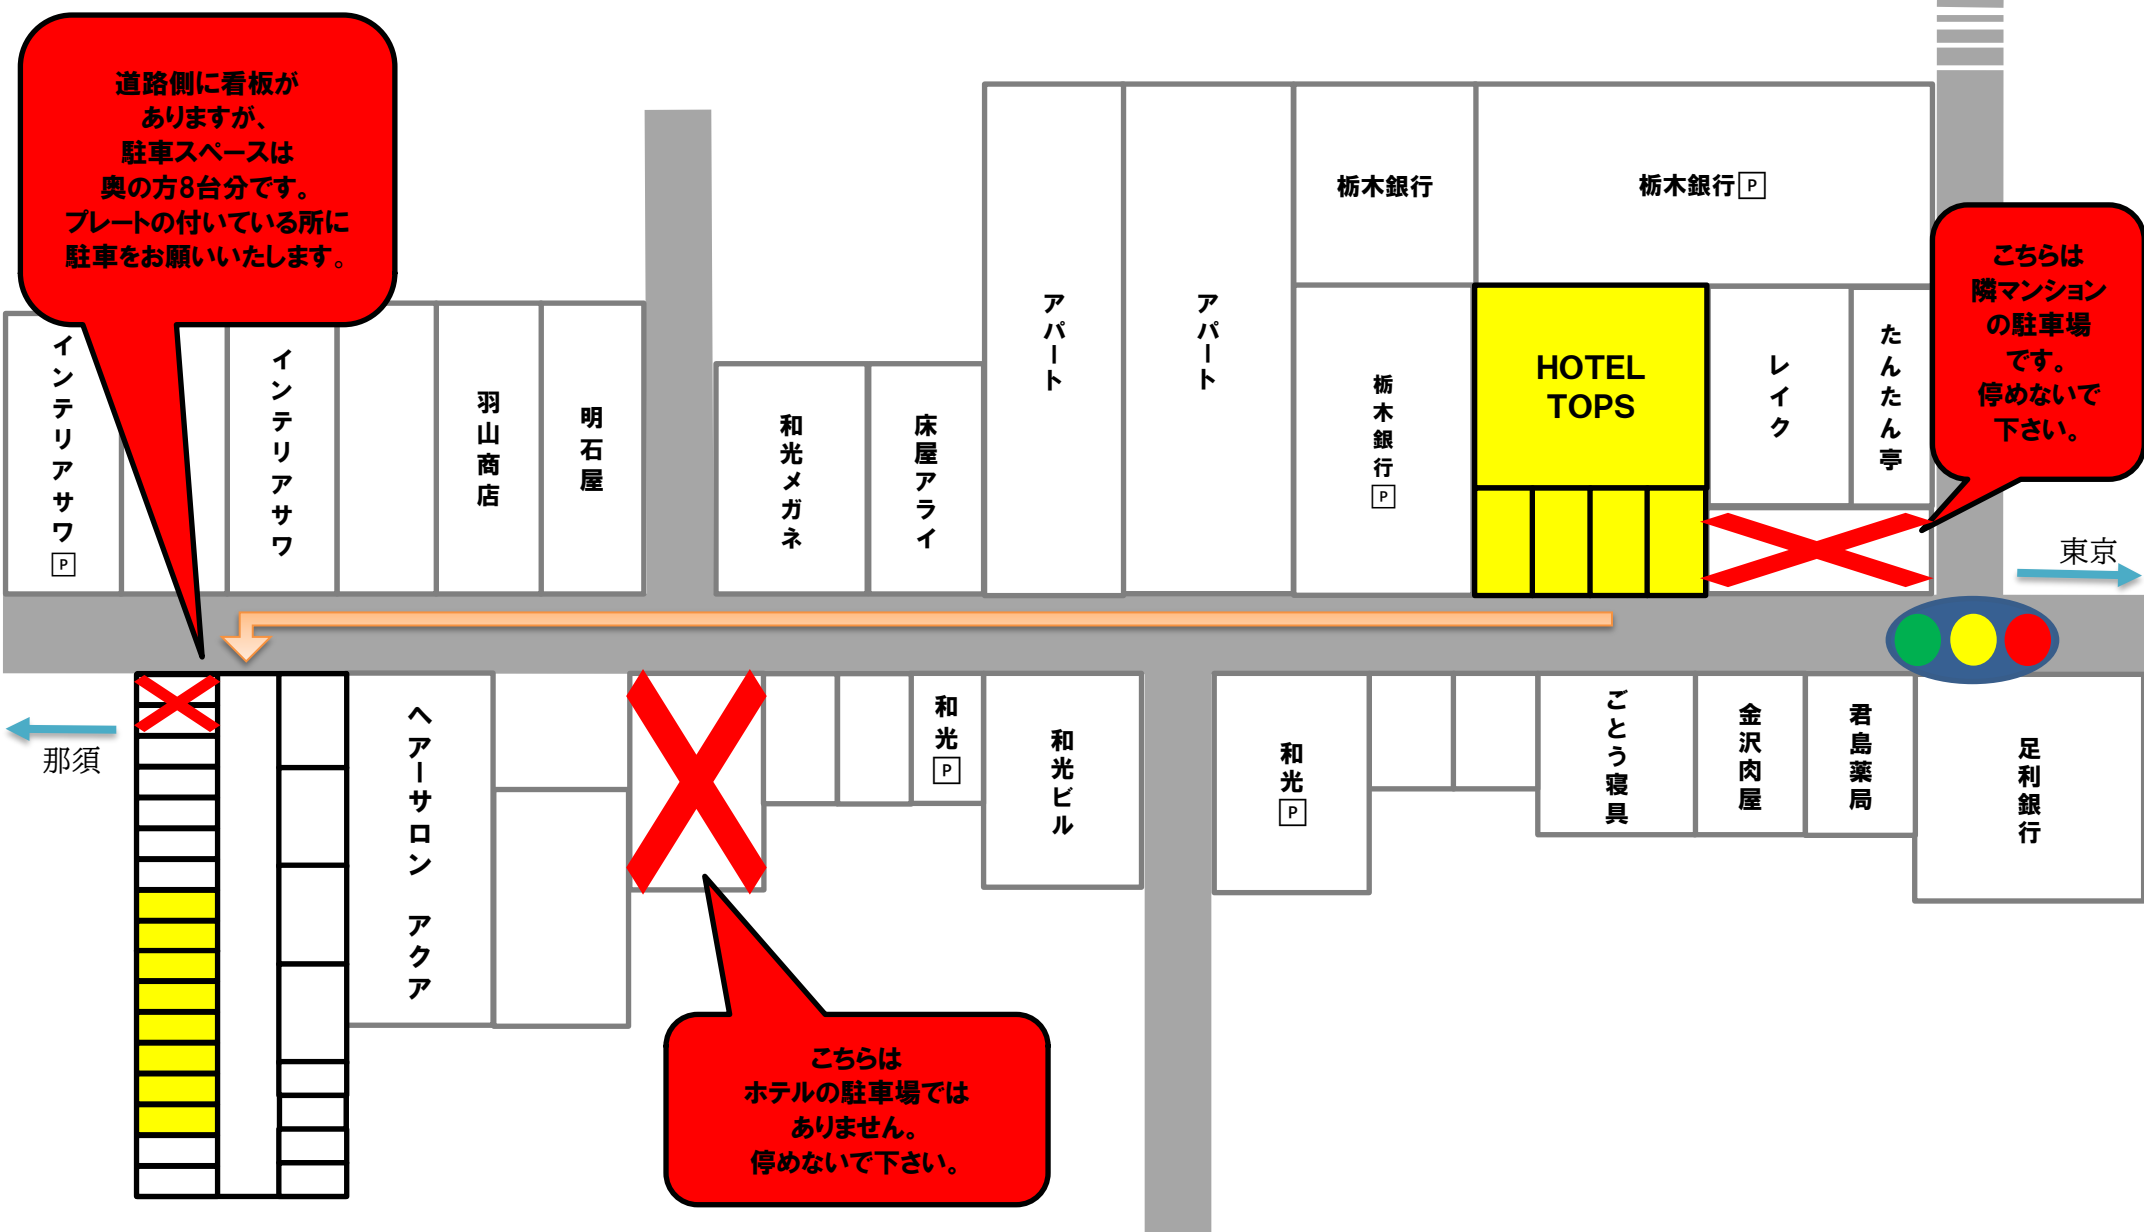 道路側に看板が
ありますが、
駐車スペースは
奥の方8台分です。
プレートの付いている所に
駐車をお願いいたします。
栃木銀行
栃木銀行P
こちらは
隣マンション
の駐車場
です。
停めないで
下さい。
インテリアサワP
インテリアサワ
羽山商店
明石屋
和光メガネ
床屋アライ
アパート
アパート
栃木銀行P
HOTEL
TOPS
レイク
たんたん亭
東京
那須
ヘアーサロン アクア
和光P
和光ビル
和光P
ごとう寝具
金沢肉屋
君島薬局
足利銀行
こちらは
ホテルの駐車場では
ありません。
停めないで下さい。